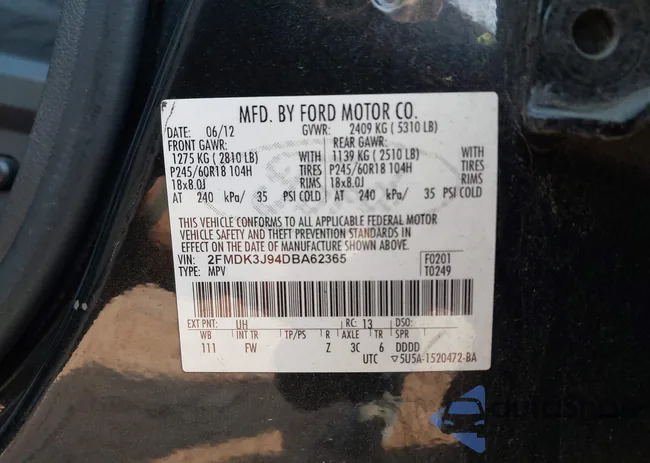 MFD. BY FORD MOTOR CO.
DATE: 06/12 GVWR: 2409 KG ( 5310 LB)
FRONT GAWR: REAR GAWR:
1275 KG ( 2810 LB) WITH 1139 KG ( 2510 LB) WITH
P245/60R18 104H TIRES P245/60R18 104H TIRES
18x8.0J RIMS 18x8.0J RIMS
AT 240 kPa/ 35 PSI COLD AT 240 kPa/ 35 PSI COLD
THIS VEHICLE CONFORMS TO ALL APPLICABLE FEDERAL MOTOR
VEHICLE SAFETY AND THEFT PREVENTION STANDARDS IN
EFFECT ON THE DATE OF MANUFACTURE SHOWN ABOVE.
VIN: 2FMDK3J94DBA62365 F0201
TYPE: MPV T0249
EXT PNT: UH RC: 13 DSO:
WB INT TR TP/PS R AXLE TR SPR
111 FW Z 3C 6 DDDD
UTC ▽5U5A-1520472-BA